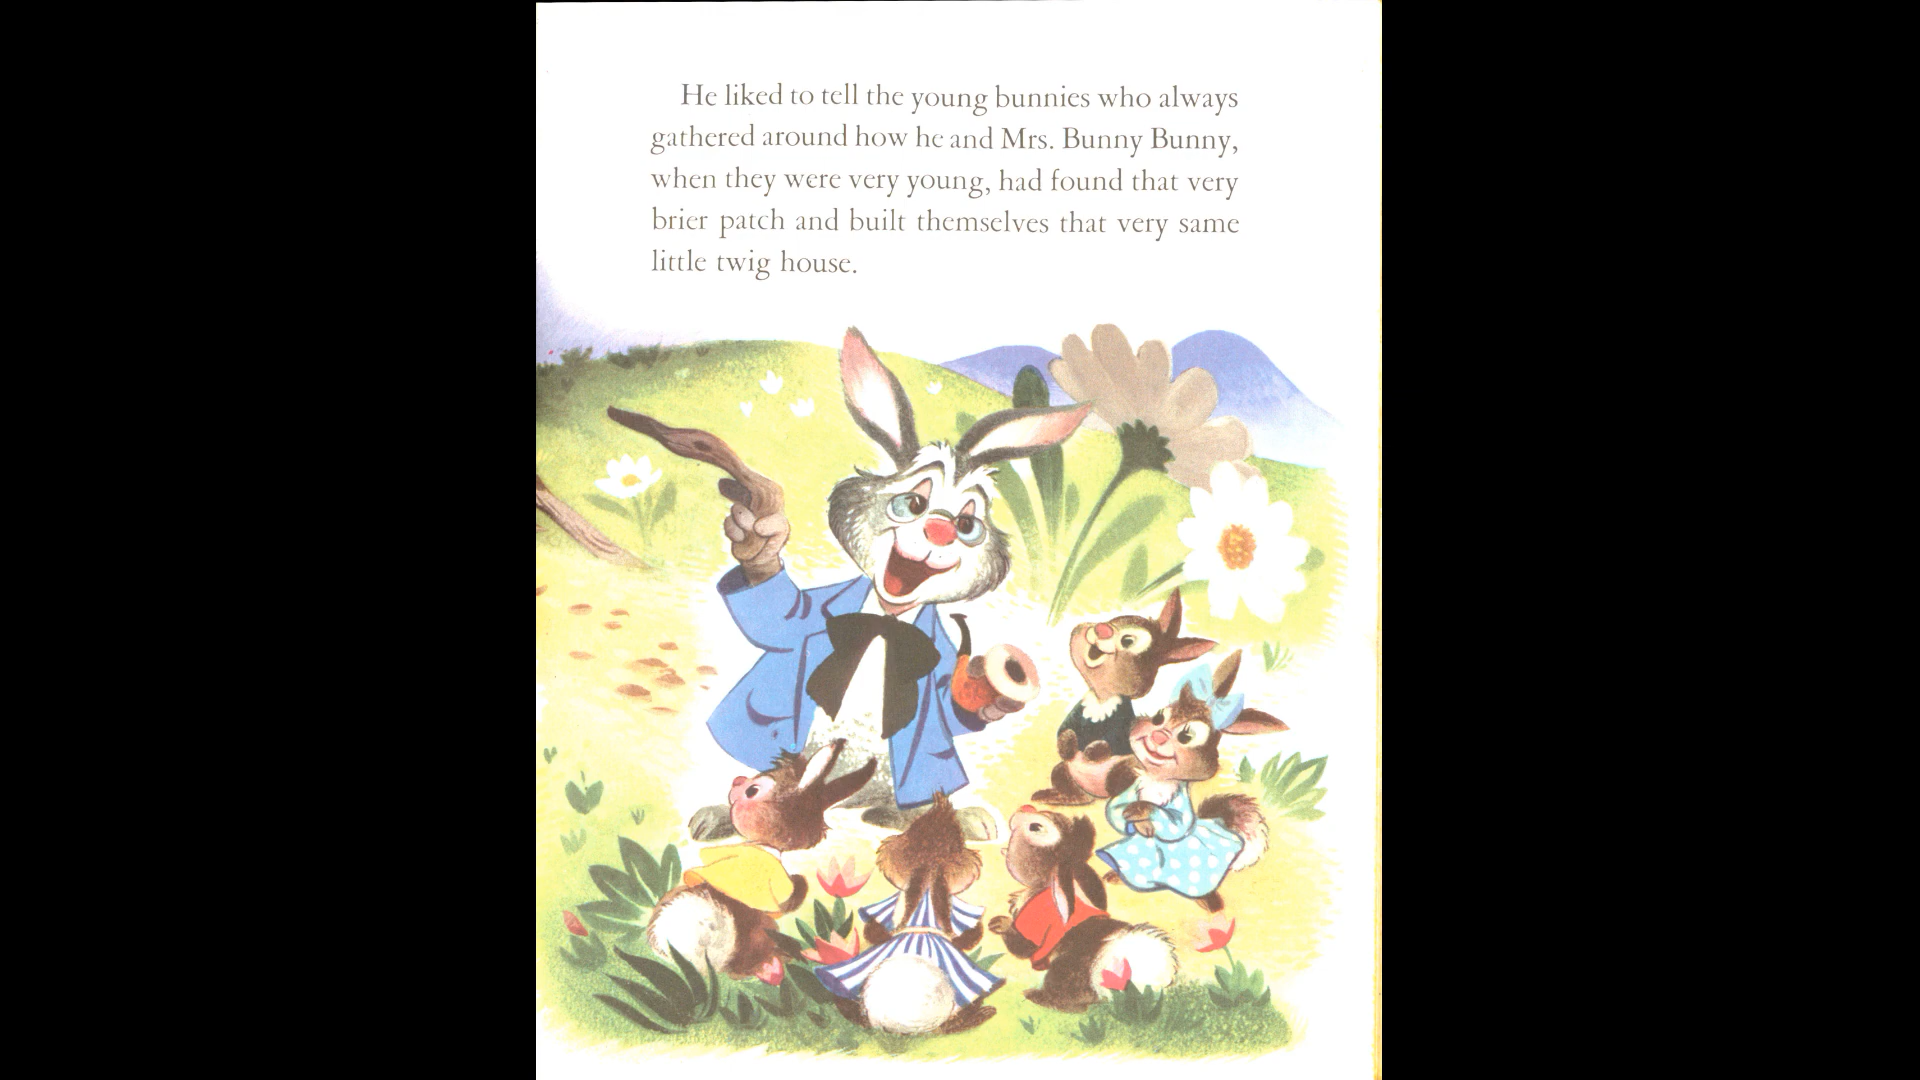 He liked to tell the young bunnies who always
gathered around how he and Mrs. Bunny Bunny,
when they were very young, had found that very
brier patch and built themselves that very same
little twig house.